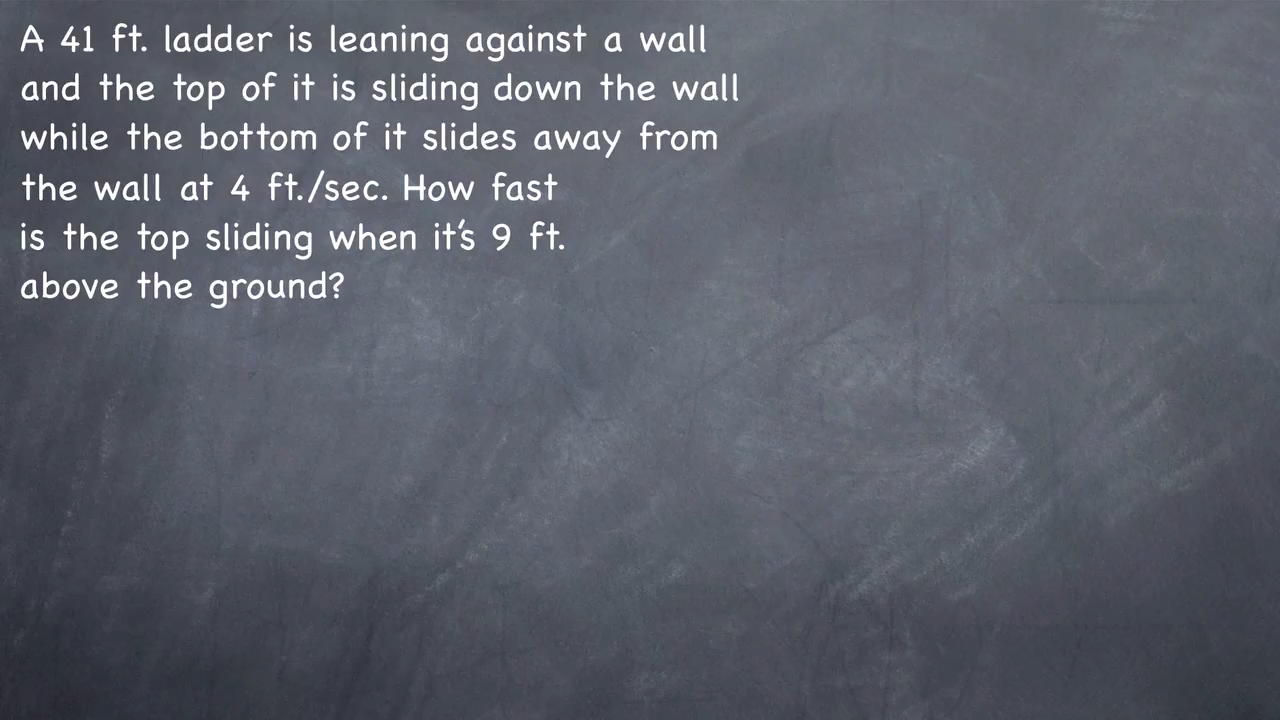 A 41 ft. ladder is leaning against a wall
and the top of it is sliding down the wall
while the bottom of it slides away from
the wall at 4 ft./sec. How fast
is the top sliding when it's 9 ft.
above the ground?